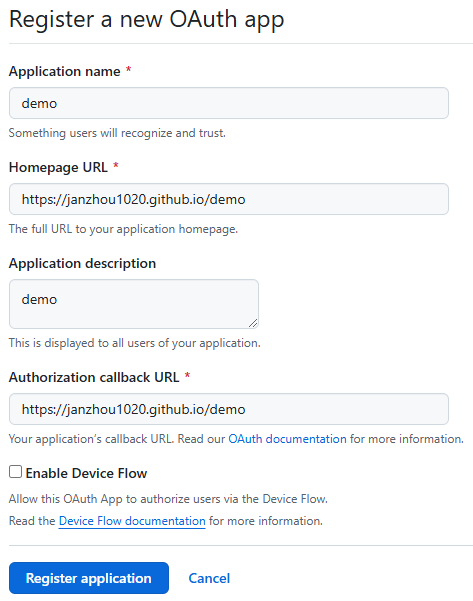 Register a new OAuth app
Application name *
demo
Something users will recognize and trust.
Homepage URL *
https://janzhou1020.github.io/demo
The full URL to your application homepage.
Application description
demo
This is displayed to all users of your application.
Authorization callback URL *
https://janzhou1020.github.io/demo
Your application's callback URL. Read our OAuth documentation for more information.
Enable Device Flow
Allow this OAuth App to authorize users via the Device Flow.
Read the Device Flow documentation for more information.
Register application Cancel